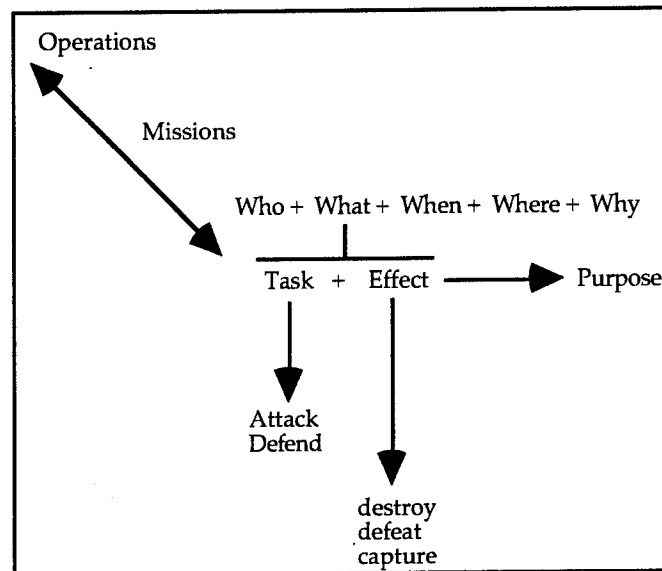 Operations
Missions
Who + What + When + Where + Why
Task + Effect
Purpose
Attack
Defend
destroy
defeat
capture